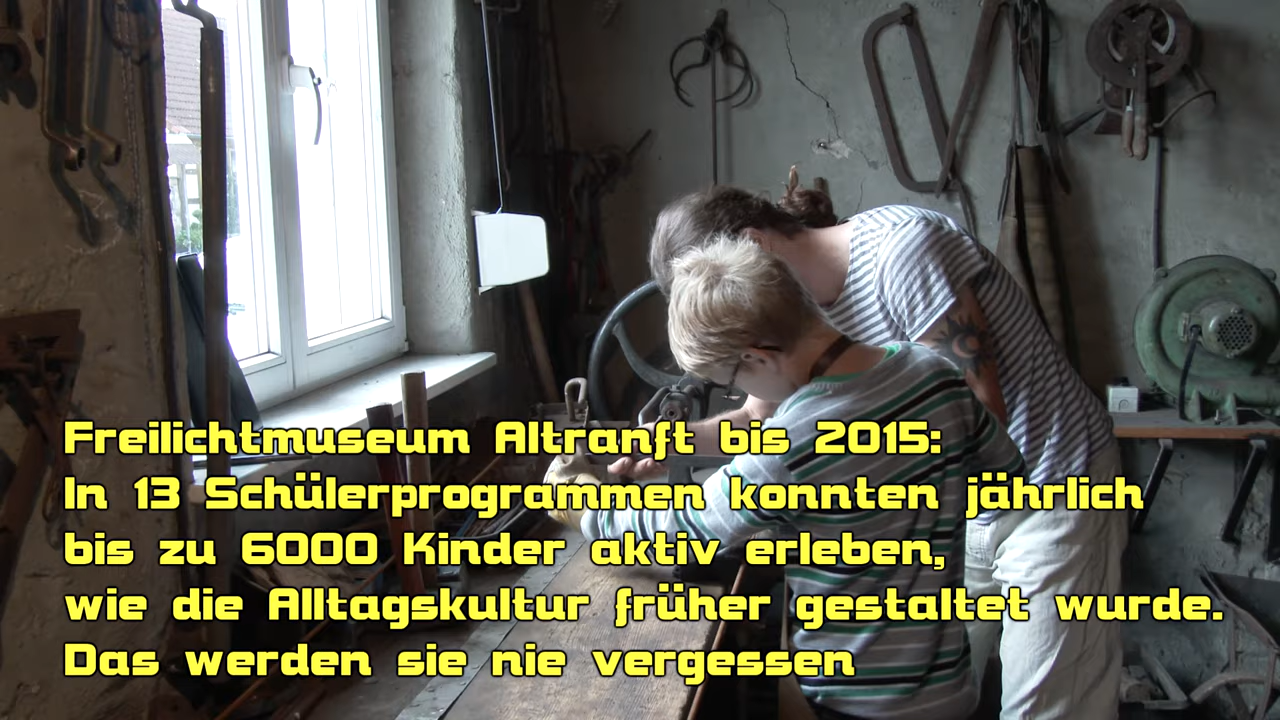 Freilichtmuseum Altranft bis 2015:
In 13 Schülerprogrammen konnten jährlich
bis zu 6000 Kinder aktiv erleben,
wie die Alltagskultur früher gestaltet wurde.
Das werden sie nie vergessen